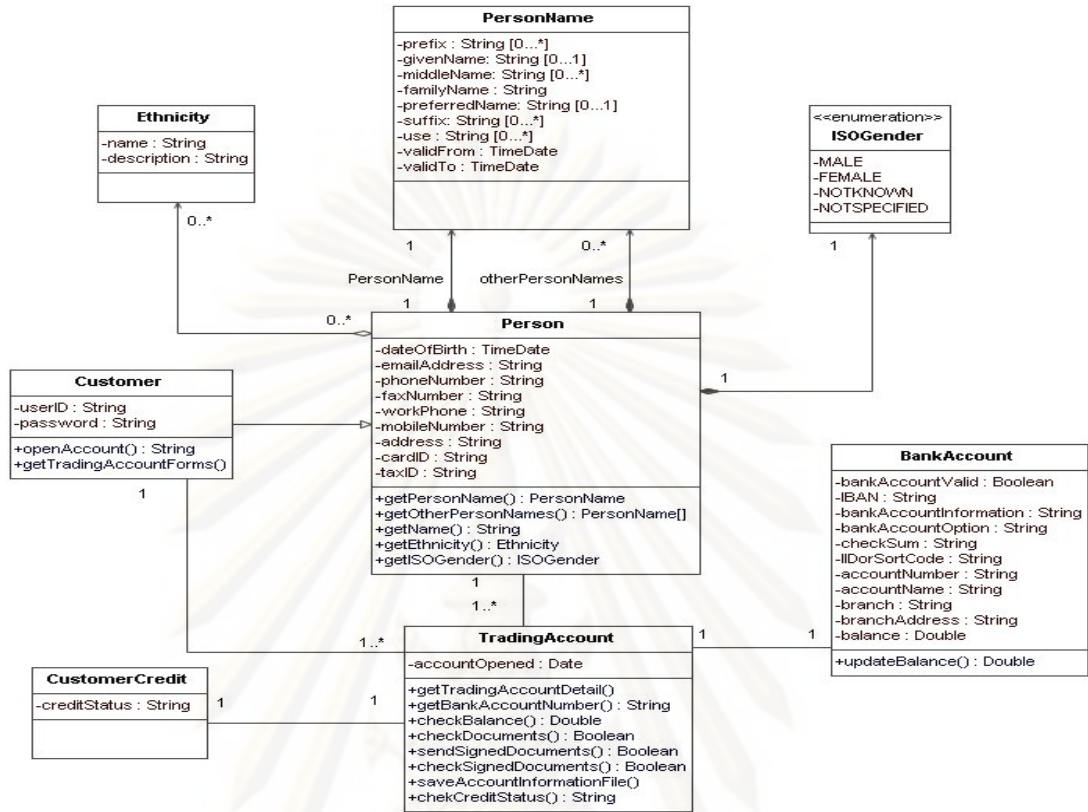 PersonName
-prefix : String [0...*]
-givenName: String [0...1]
-middleName: String [0...*]
-familyName : String
-preferredName: String [0...1]
-suffix: String [0...*]
-use : String [0...*]
-validFrom : TimeDate
-validTo : TimeDate
Ethnicity
-name : String
-description : String
<<enumeration>>
ISOGender
-MALE
-FEMALE
-NOTKNOWN
-NOTSPECIFIED
0..*
1
0..*
1
PersonName
otherPersonNames
1
1
0..*
Person
-dateOfBirth : TimeDate
-emailAddress : String
-phoneNumber : String
-faxNumber : String
-workPhone : String
-mobileNumber : String
-address : String
-cardID : String
-taxID : String
+getPersonName() : PersonName
+getOtherPersonNames() : PersonName[]
+getName() : String
+getEthnicity() : Ethnicity
+getISOGender() : ISOGender
1
Customer
-userID : String
-password : String
+openAccount() : String
+getTradingAccountForms()
1
BankAccount
-bankAccountValid : Boolean
-IBAN : String
-bankAccountInformation : String
-bankAccountOption : String
-checkSum : String
-IIDorSortCode : String
-accountNumber : String
-accountName : String
-branch : String
-branchAddress : String
-balance : Double
+updateBalance() : Double
1
1..*
1..*
1
1
TradingAccount
-accountOpened : Date
+getTradingAccountDetail()
+getBankAccountNumber() : String
+checkBalance() : Double
+checkDocuments() : Boolean
+sendSignedDocuments() : Boolean
+checkSignedDocuments() : Boolean
+saveAccountInformationFile()
+chekCreditStatus() : String
CustomerCredit
-creditStatus : String
1
1